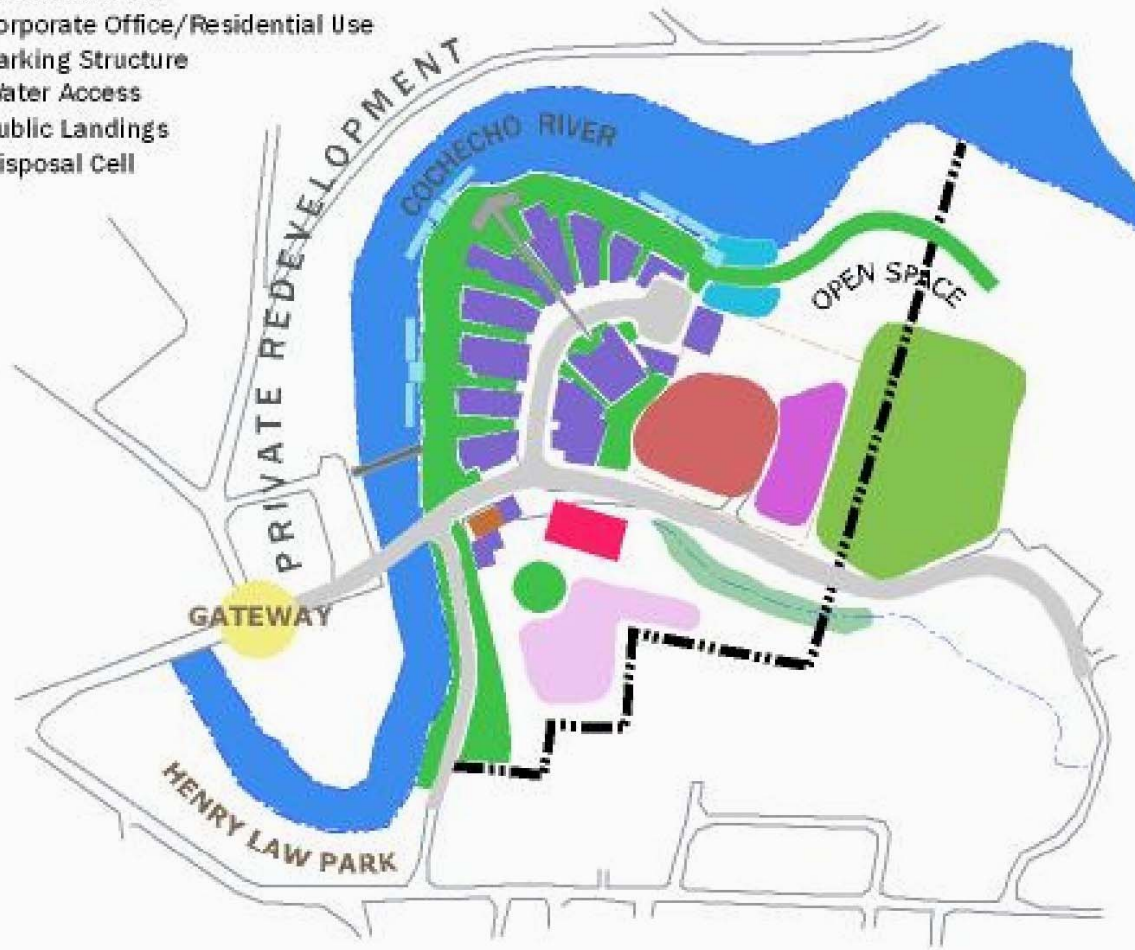 orporate Office/Residential Use
arking Structure
ater Access
ublic Landings
isposal Cell
PRIVATE REDEVELOPMENT
COCHECHO RIVER
OPEN SPACE
GATEWAY
HENRY LAW PARK